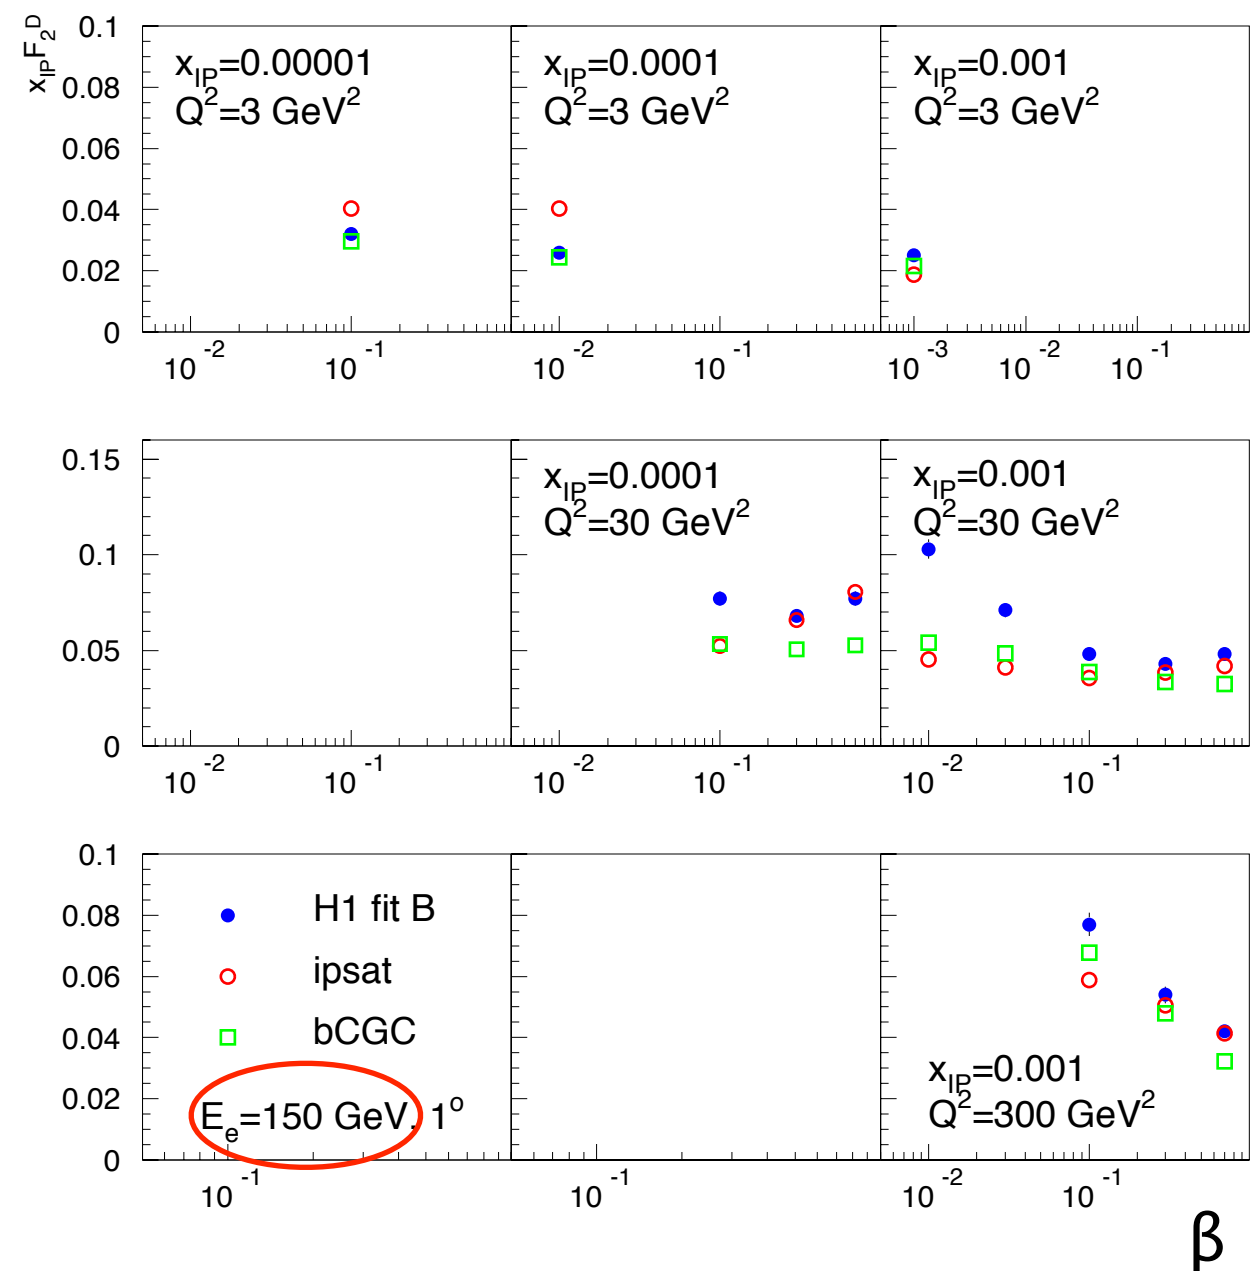 x_IP F_2^D
0.1
0.08
0.06
0.04
0.02
0
x_IP=0.00001
Q^2=3 GeV^2
10^-2 10^-1
x_IP=0.0001
Q^2=3 GeV^2
10^-2 10^-1
x_IP=0.001
Q^2=3 GeV^2
10^-3 10^-2 10^-1
0.15
0.1
0.05
0
10^-2 10^-1
x_IP=0.0001
Q^2=30 GeV^2
10^-2 10^-1
x_IP=0.001
Q^2=30 GeV^2
10^-2 10^-1
0.1
0.08
0.06
0.04
0.02
0
H1 fit B
ipsat
bCGC
E_e=150 GeV, 1^o
10^-1
10^-1
x_IP=0.001
Q^2=300 GeV^2
10^-2 10^-1
β